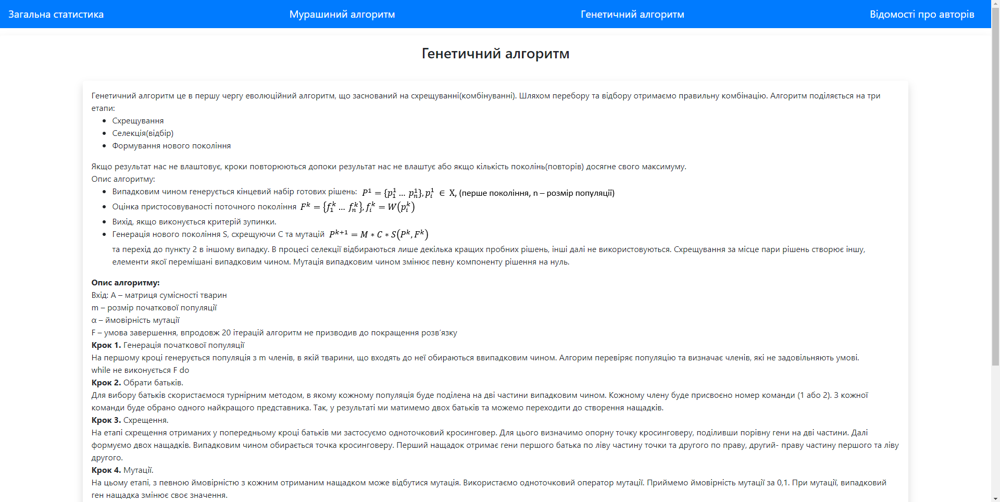 Загальна статистика Мурашиний алгоритм Генетичний алгоритм Відомості про авторів
Генетичний алгоритм
Генетичний алгоритм це в першу чергу еволюційний алгоритм, що заснований на схрещуванні(комбінуванні). Шляхом перебору та відбору отримаємо правильну комбінацію. Алгоритм поділяється на три
етапи:
• Схрещування
• Селекція(відбір)
• Формування нового покоління
Якщо результат нас не влаштовує, кроки повторюються допоки результат нас не влаштує або якщо кількість поколінь(повторів) досягне свого максимуму.
Опис алгоритму:
• Випадковим чином генерується кінцевий набір готових рішень: $P^1 = \{p_1^1 … p_n^1\}, p_i^1 ∈ X$, (перше покоління, n – розмір популяції)
• Оцінка пристосовуваності поточного покоління $F^k = \{f_1^k … f_n^k\}, f_i^k = W(p_i^k)$
• Вихід, якщо виконується критерій зупинки.
• Генерація нового покоління S, схрещуючи C та мутацій $P^{k+1} = M * C * S(P^k, F^k)$
та перехід до пункту 2 в іншому випадку. В процесі селекції відбираються лише декілька кращих пробних рішень, інші далі не використовуються. Схрещування за місце пари рішень створює іншу,
елементи якої перемішані випадковим чином. Мутація випадковим чином змінює певну компоненту рішення на нуль.
Опис алгоритму:
Вхід: А – матриця сумісності тварин
m – розмір початкової популяції
α – ймовірність мутації
F – умова завершення, впродовж 20 ітерацій алгоритм не призводив до покращення розв’язку
Крок 1. Генерація початкової популяції
На першому кроці генерується популяція з m членів, в якій тварини, що входять до неї обираються ввипадковим чином. Алгорим перевіряє популяцію та визначає членів, які не задовільняють умові.
while не виконується F do
Крок 2. Обрати батьків.
Для вибору батьків скористаємося турнірним методом, в якому кожному популяція буде поділена на дві частини випадковим чином. Кожному члену буде присвоєно номер команди (1 або 2). З кожної
команди буде обрано одного найкращого представника. Так, у результаті ми матимемо двох батьків та можемо переходити до створення нащадків.
Крок 3. Схрещення.
На етапі схрещення отриманих у попередньому кроці батьків ми застосуємо одноточковий кросинговер. Для цього визначимо опорну точку кросинговеру, поділивши порівну гени на дві частини. Далі
формуємо двох нащадків. Випадковим чином обирається точка кросинговеру. Перший нащадок отримає гени першого батька по ліву частину точки та другого по праву, другий- праву частину першого та ліву
другого.
Крок 4. Мутації.
На цьому етапі, з певною ймовірністю з кожним отриманим нащадком може відбутися мутація. Використаємо одноточковий оператор мутації. Приймемо ймовірність мутації за 0,1. При мутації, випадковий
ген нащадка змінює своє значення.